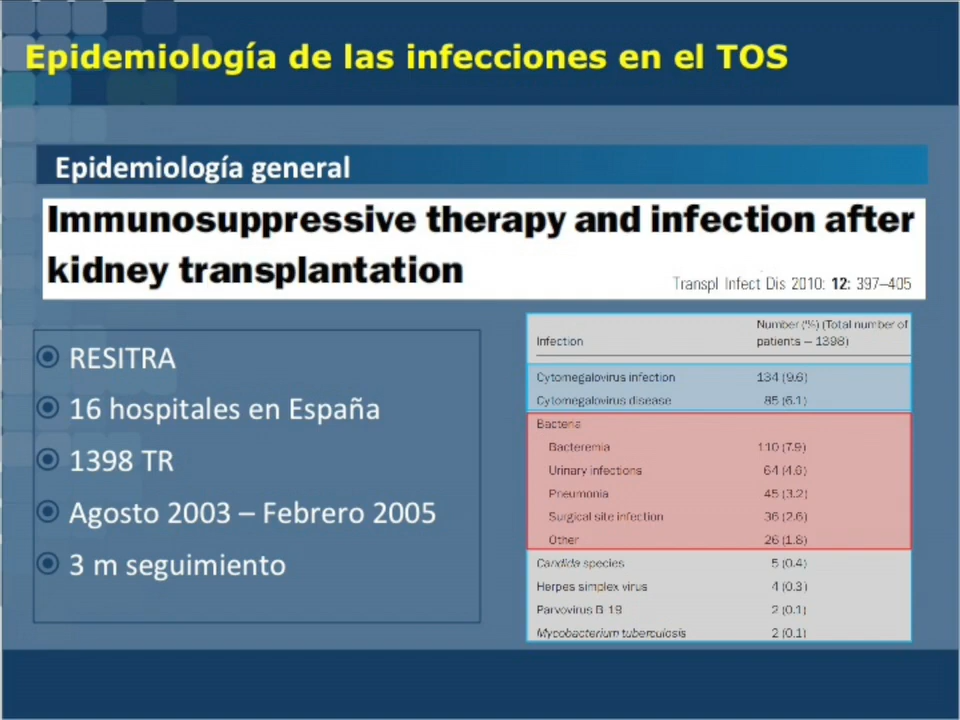 Epidemiología de las infecciones en el TOS
Epidemiología general
Immunosuppressive therapy and infection after
kidney transplantation
Transpl Infect Dis 2010: 12: 397–405
RESITRA
16 hospitales en España
1398 TR
Agosto 2003 – Febrero 2005
3 m seguimiento
Number (%) (Total number of
Infection patients – 1398)
Cytomegalovirus infection 134 (9.6)
Cytomegalovirus disease 85 (6.1)
Bacteria
Bacteremia 110 (7.9)
Urinary infections 64 (4.6)
Pneumonia 45 (3.2)
Surgical site infection 36 (2.6)
Other 26 (1.8)
Candida species 5 (0.4)
Herpes simplex virus 4 (0.3)
Parvovirus B 19 2 (0.1)
Mycobacterium tuberculosis 2 (0.1)